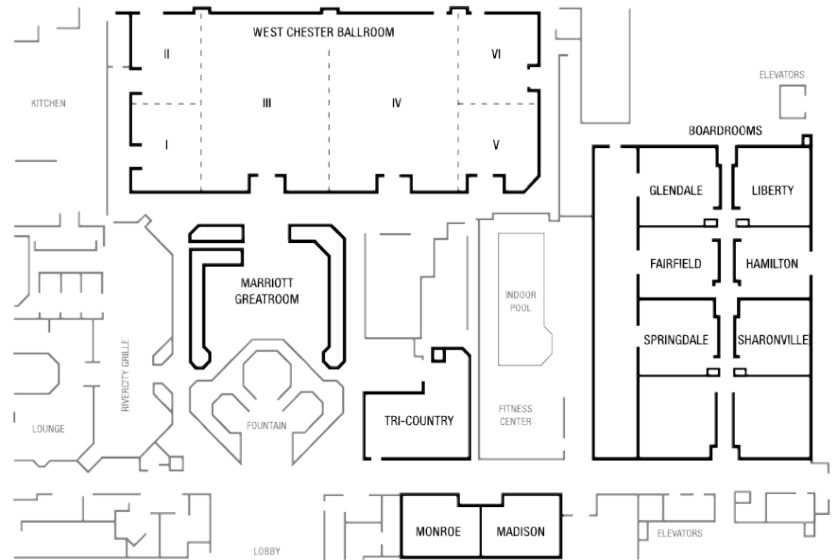 WEST CHESTER BALLROOM
II
VI
ELEVATORS
KITCHEN
III
IV
BOARDROOMS
I
V
GLENDALE
LIBERTY
FAIRFIELD
HAMILTON
MARRIOTT
GREATROOM
INDOOR
POOL
SPRINGDALE
SHARONVILLE
RIVERCITY GRILLE
LOUNGE
FOUNTAIN
TRI-COUNTRY
FITNESS
CENTER
MONROE
MADISON
ELEVATORS
LOBBY